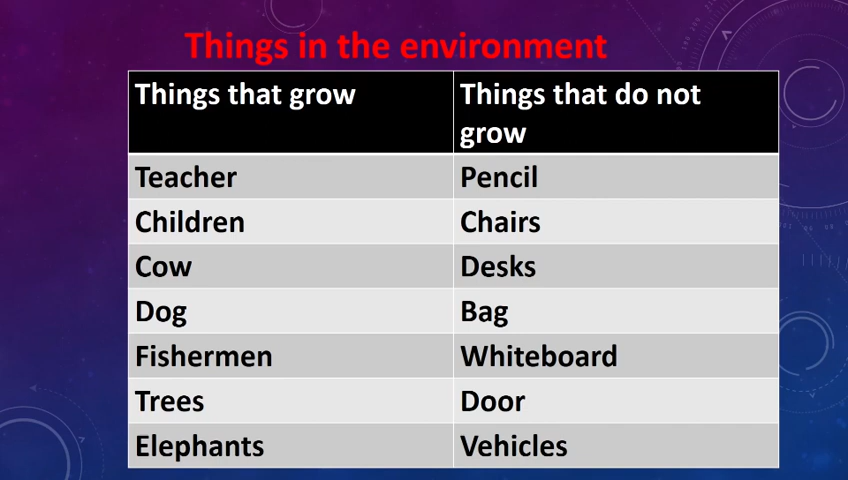 Things in the environment
Things that grow
Things that do not
grow
Teacher
Pencil
Children
Chairs
Cow
Desks
Dog
Bag
Fishermen
Whiteboard
Trees
Door
Elephants
Vehicles